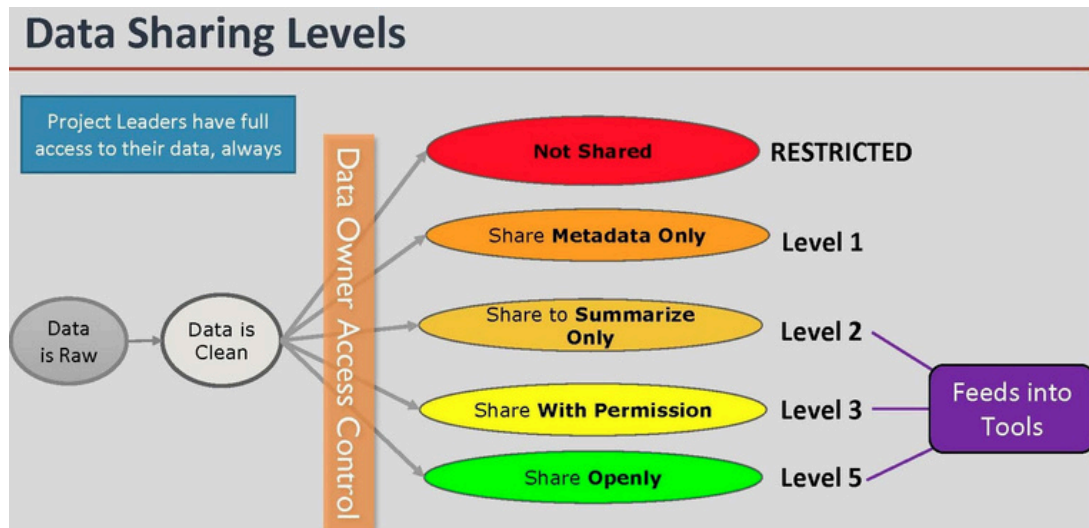 Data Sharing Levels
Project Leaders have full
access to their data, always
Data
is Raw
Data is
Clean
Data Owner Access Control
Not Shared
RESTRICTED
Share Metadata Only
Level 1
Share to Summarize
Only
Level 2
Share With Permission
Level 3
Share Openly
Level 5
Feeds into
Tools